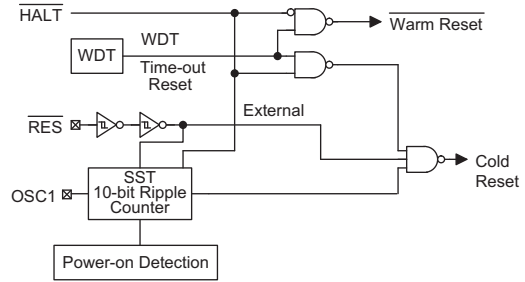 HALT
Warm Reset
WDT
WDT
Time-out
Reset
External
RES
Cold
Reset
SST
10-bit Ripple
Counter
OSC1
Power-on Detection